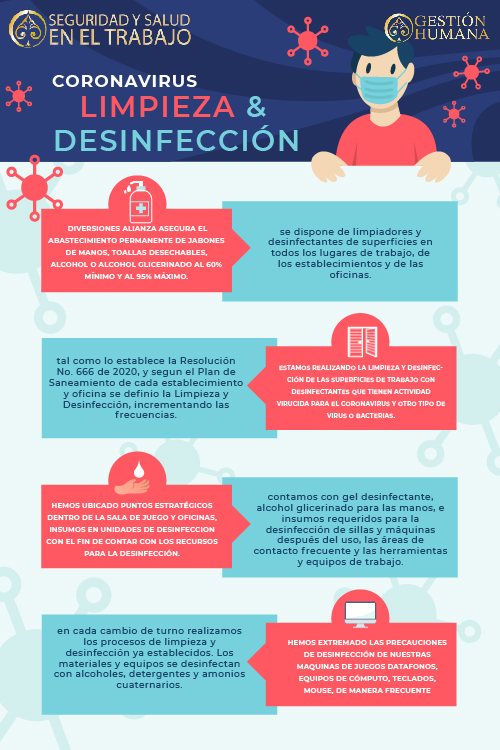 SEGURIDAD Y SALUD
EN EL TRABAJO
GESTIÓN
HUMANA
CORONAVIRUS
LIMPIEZA &
DESINFECCIÓN
DIVERSIONES ALIANZA ASEGURA EL
ABASTECIMIENTO PERMANENTE DE JABONES
DE MANOS, TOALLAS DESECHABLES,
ALCOHOL O ALCOHOL GLICERINADO AL 60%
MÍNIMO Y AL 95% MÁXIMO.
se dispone de limpiadores y
desinfectantes de superficies en
todos los lugares de trabajo, de
los establecimientos y de las
oficinas.
tal como lo establece la Resolución
No. 666 de 2020, y segun el Plan de
Saneamiento de cada establecimiento
y oficina se definio la Limpieza y
Desinfección, incrementando las
frecuencias.
ESTAMOS REALIZANDO LA LIMPIEZA Y DESINFEC-
CIÓN DE LAS SUPERFICIES DE TRABAJO CON
DESINFECTANTES QUE TIENEN ACTIVIDAD
VIRUCIDA PARA EL CORONAVIRUS Y OTRO TIPO DE
VIRUS O BACTERIAS.
HEMOS UBICADO PUNTOS ESTRATÉGICOS
DENTRO DE LA SALA DE JUEGO Y OFICINAS,
INSUMOS EN UNIDADES DE DESINFECCION
CON EL FIN DE CONTAR CON LOS RECURSOS
PARA LA DESINFECCIÓN.
contamos con gel desinfectante,
alcohol glicerinado para las manos, e
insumos requeridos para la
desinfección de sillas y máquinas
después del uso, las áreas de
contacto frecuente y las herramientas
y equipos de trabajo.
en cada cambio de turno realizamos
los procesos de limpieza y
desinfección ya establecidos. Los
materiales y equipos se desinfectan
con alcoholes, detergentes y amonios
cuaternarios.
HEMOS EXTREMADO LAS PRECAUCIONES
DE DESINFECCIÓN DE NUESTRAS
MAQUINAS DE JUEGOS DATAFONOS,
EQUIPOS DE CÓMPUTO, TECLADOS,
MOUSE, DE MANERA FRECUENTE